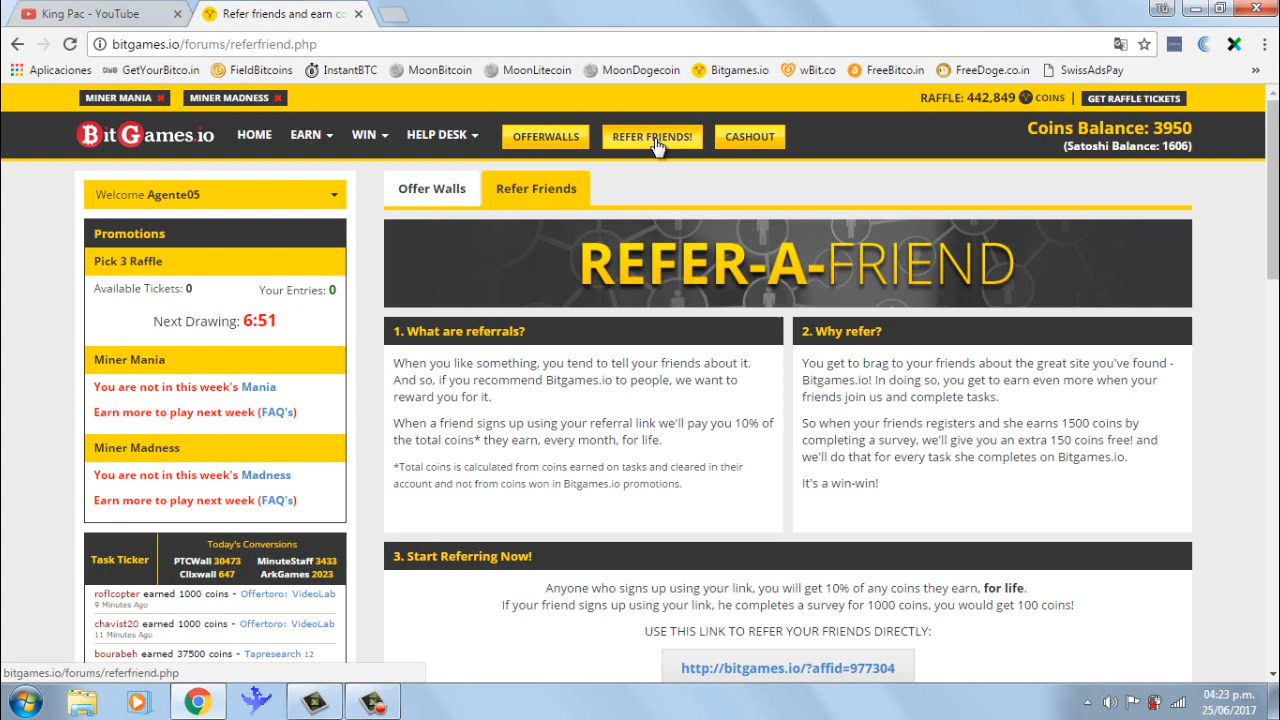 King Pac - YouTube
Refer friends and earn co
Tú
bitgames.io/forums/referfriend.php
Aplicaciones
GetYourBitco.in
FieldBitcoins
InstantBTC
MoonBitcoin
MoonLitecoin
MoonDogecoin
Bitgames.io
wBit.co
FreeBitco.in
FreeDoge.co.in
SwissAdsPay
»
MINER MANIA
MINER MADNESS
RAFFLE: 442,849 COINS | GET RAFFLE TICKETS
BitGames.io
HOME
EARN
WIN
HELP DESK
OFFERWALLS
REFER FRIENDS!
CASHOUT
Coins Balance: 3950
(Satoshi Balance: 1606)
Welcome Agente05
Promotions
Pick 3 Raffle
Available Tickets: 0
Your Entries: 0
Next Drawing: 6:51
Miner Mania
You are not in this week's Mania
Earn more to play next week (FAQ's)
Miner Madness
You are not in this week's Madness
Earn more to play next week (FAQ's)
Task Ticker
Today's Conversions
PTCWall 30473 MinuteStaff 3433
Clixwall 647 ArkGames 2023
roflcopter earned 1000 coins - Offertoro: VideoLab
9 Minutes Ago
chavist20 earned 1000 coins - Offertoro: VideoLab
11 Minutes Ago
bourabeh earned 37500 coins - Tapresearch 12
Offer Walls
Refer Friends
REFER-A-FRIEND
1. What are referrals?
When you like something, you tend to tell your friends about it.
And so, if you recommend Bitgames.io to people, we want to
reward you for it.
When a friend signs up using your referral link we'll pay you 10% of
the total coins* they earn, every month, for life.
*Total coins is calculated from coins earned on tasks and cleared in their
account and not from coins won in Bitgames.io promotions.
2. Why refer?
You get to brag to your friends about the great site you've found -
Bitgames.io! In doing so, you get to earn even more when your
friends join us and complete tasks.
So when your friends registers and she earns 1500 coins by
completing a survey, we'll give you an extra 150 coins free! and
we'll do that for every task she completes on Bitgames.io.
It's a win-win!
3. Start Referring Now!
Anyone who signs up using your link, you will get 10% of any coins they earn, for life.
If your friend signs up using your link, he completes a survey for 1000 coins, you would get 100 coins!
USE THIS LINK TO REFER YOUR FRIENDS DIRECTLY:
http://bitgames.io/?affid=977304
bitgames.io/forums/referfriend.php
04:23 p.m.
25/06/2017